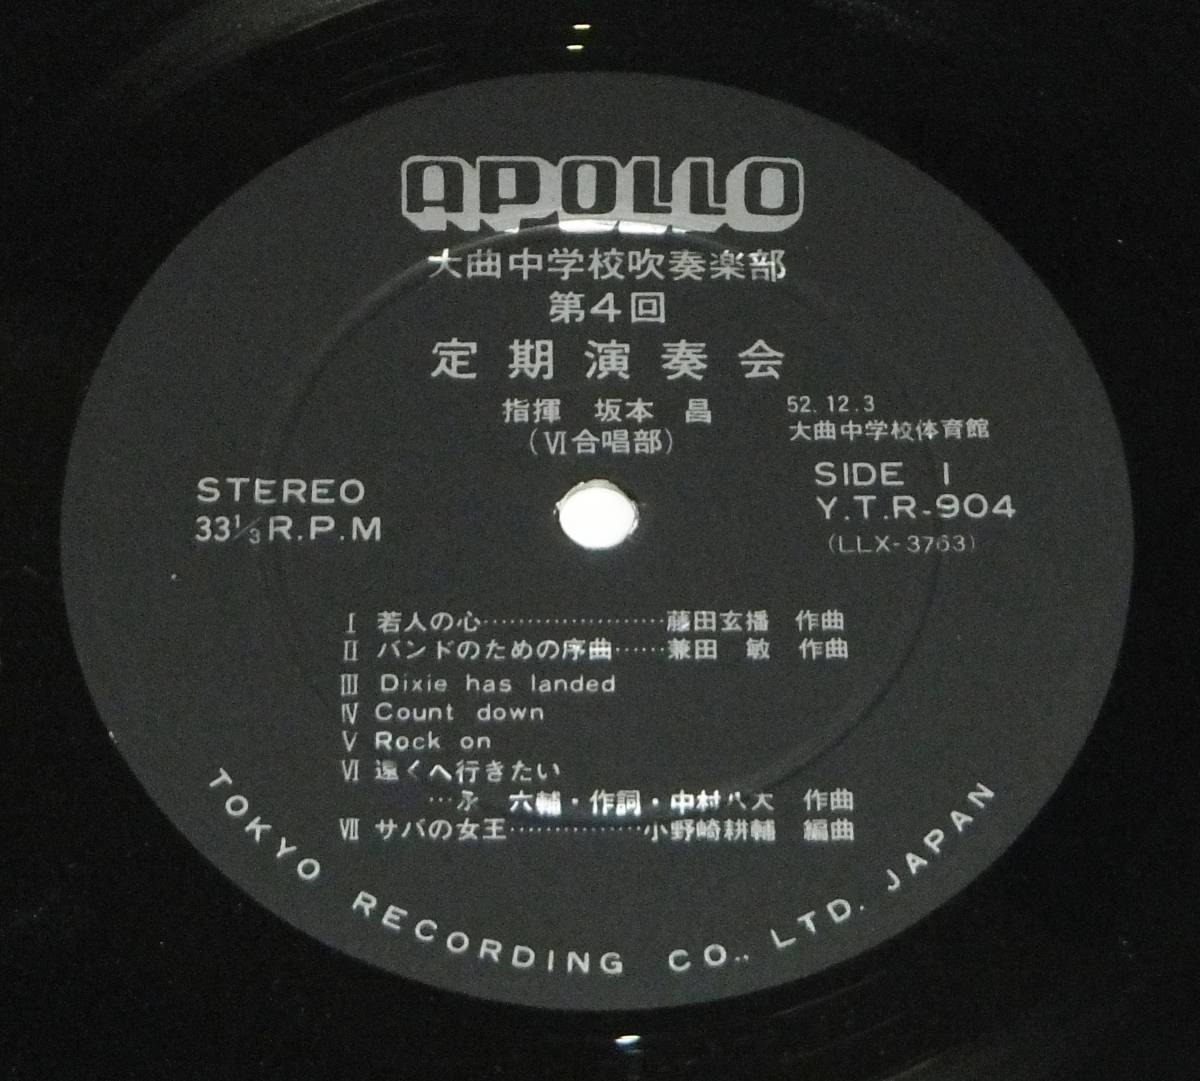 APOLLO
大曲中学校吹奏楽部
第4回
定期演奏会
指揮 坂本 昌
(Ⅵ合唱部)
52.12.3
大曲中学校体育館
STEREO
33⅓ R.P.M
SIDE I
Y.T.R-904
(LLX-3763)
Ⅰ 若人の心……………………藤田玄播 作曲
Ⅱ バンドのための序曲……兼田 敏 作曲
Ⅲ Dixie has landed
Ⅳ Count down
Ⅴ Rock on
Ⅵ 遠くへ行きたい
…永 六輔・作詞・中村八大 作曲
Ⅶ サバの女王……………小野崎耕輔 編曲
TOKYO RECORDING CO., LTD. JAPAN